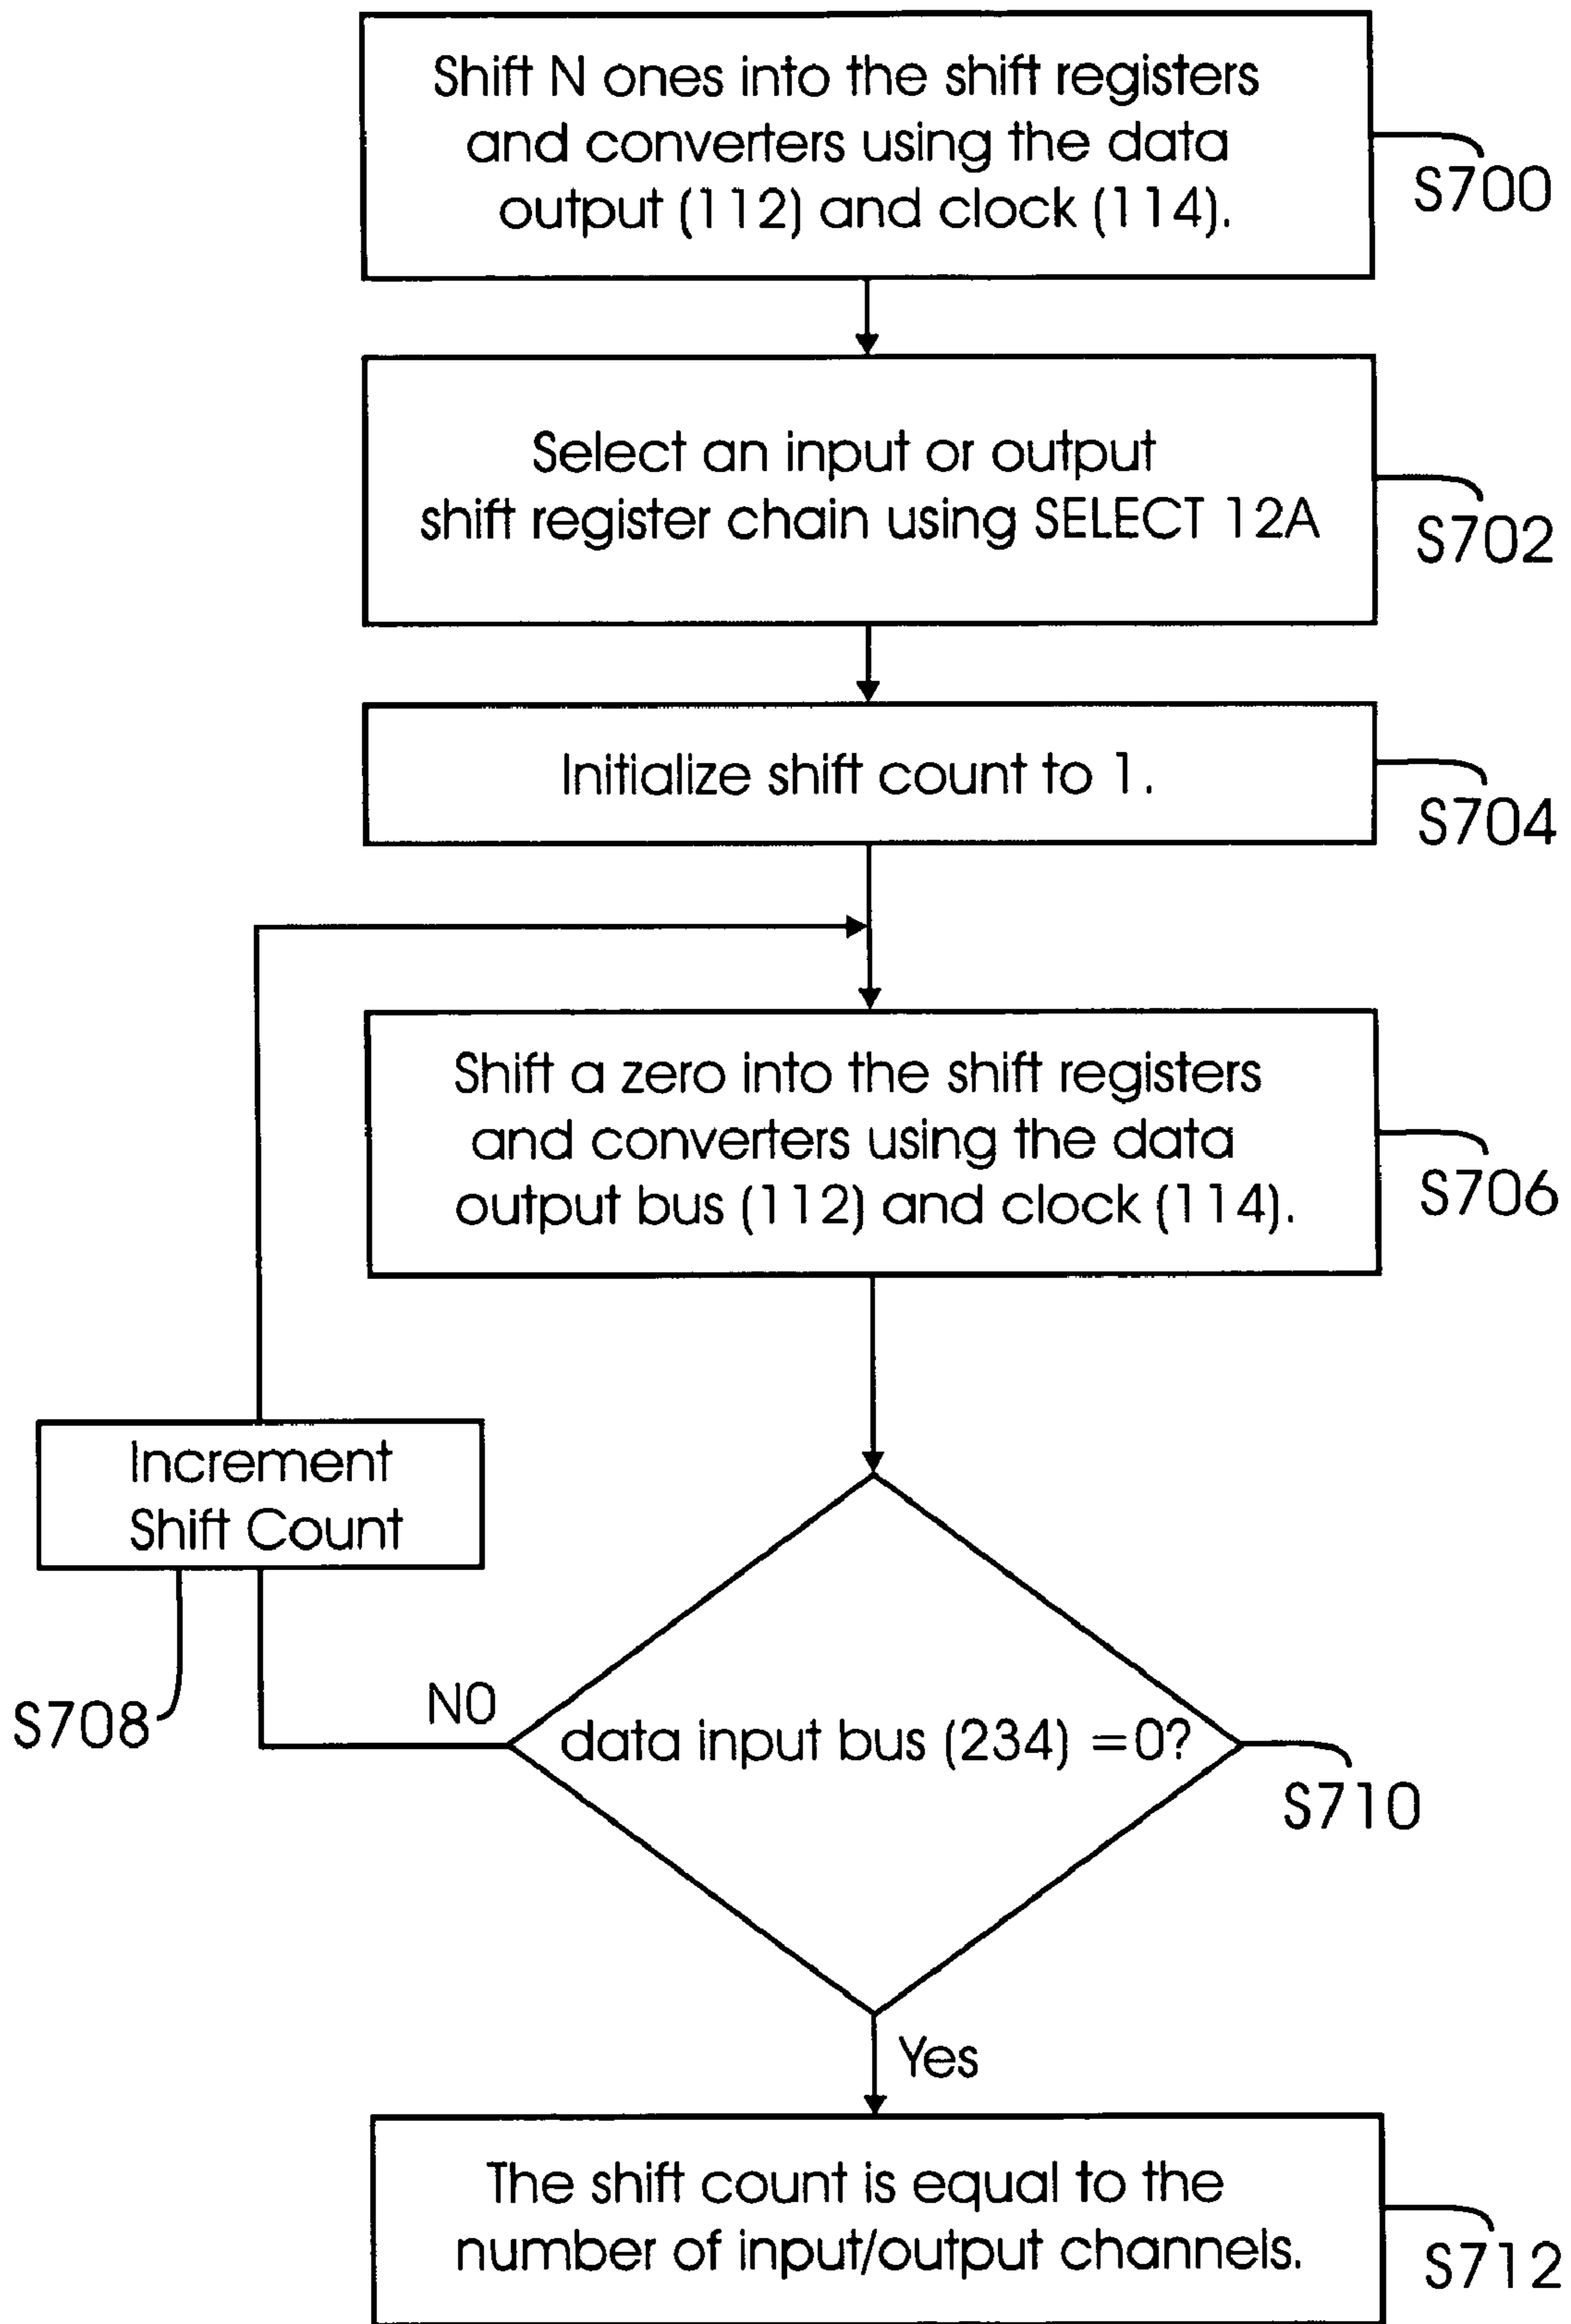 Shift N ones into the shift registers
and converters using the data
output (112) and clock (114).
S700
Select an input or output
shift register chain using SELECT 12A
S702
Initialize shift count to 1.
S704
Shift a zero into the shift registers
and converters using the data
output bus (112) and clock (114).
S706
Increment
Shift Count
S708
NO
data input bus (234) =0?
S710
Yes
The shift count is equal to the
number of input/output channels.
S712